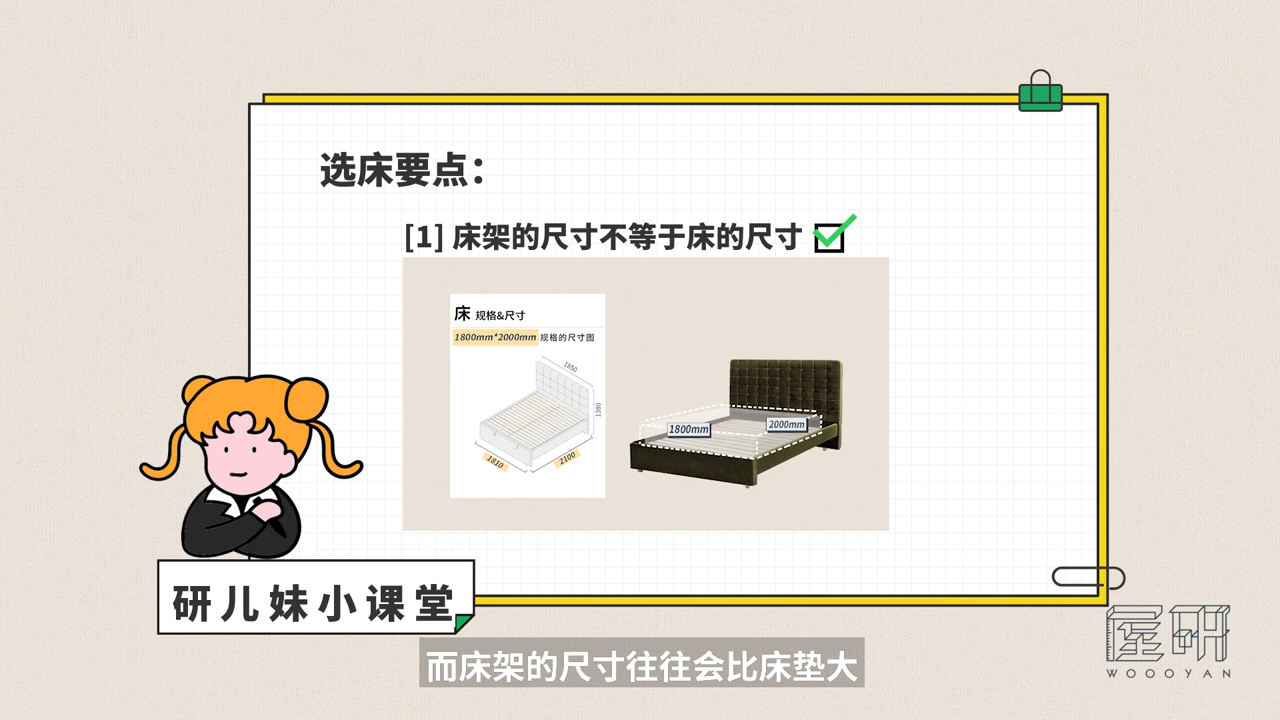 选床要点：
[1] 床架的尺寸不等于床的尺寸
床 规格&尺寸
1800mm*2000mm 规格的尺寸图
1850
1380
1810
2100
1800mm
2000mm
研儿妹小课堂
屋研
WOOOYAN
而床架的尺寸往往会比床垫大